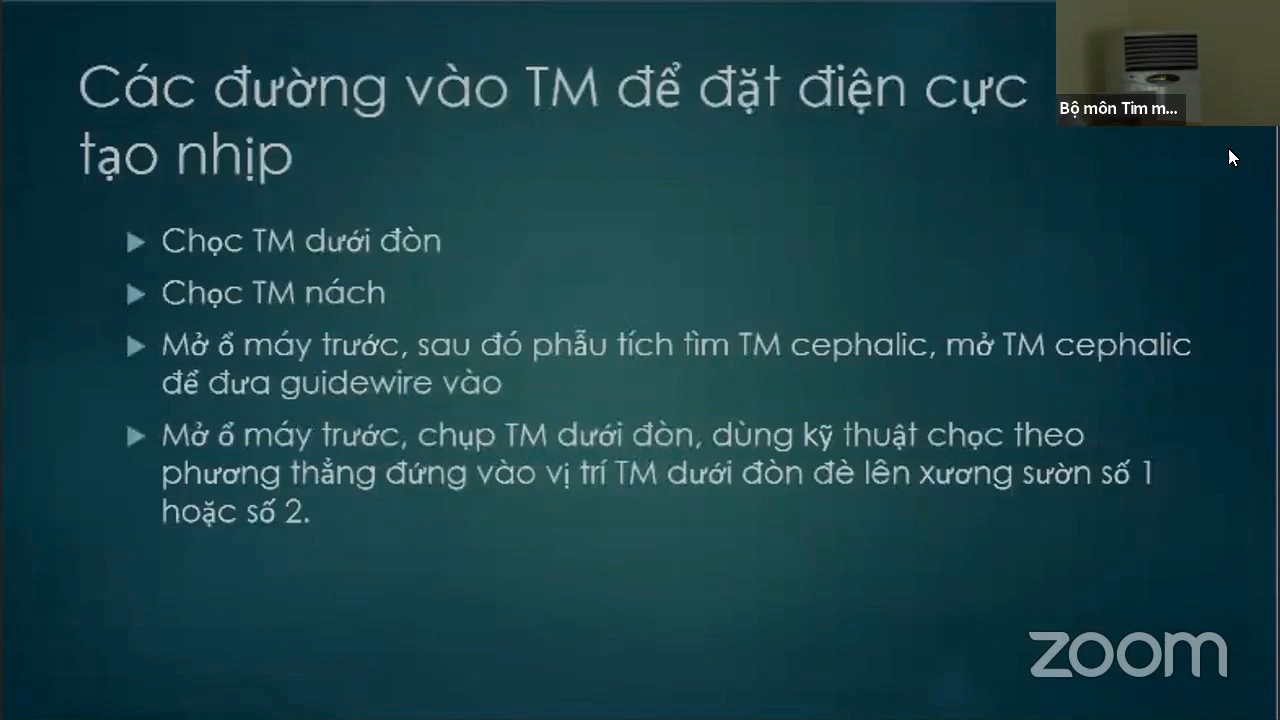 Các đường vào TM để đặt điện cực
tạo nhịp
Bộ môn Tim m...
Chọc TM dưới đòn
Chọc TM nách
Mở ổ máy trước, sau đó phẫu tích tìm TM cephalic, mở TM cephalic
để đưa guidewire vào
Mở ổ máy trước, chụp TM dưới đòn, dùng kỹ thuật chọc theo
phương thẳng đứng vào vị trí TM dưới đòn đè lên xương sườn số 1
hoặc số 2.
zoom